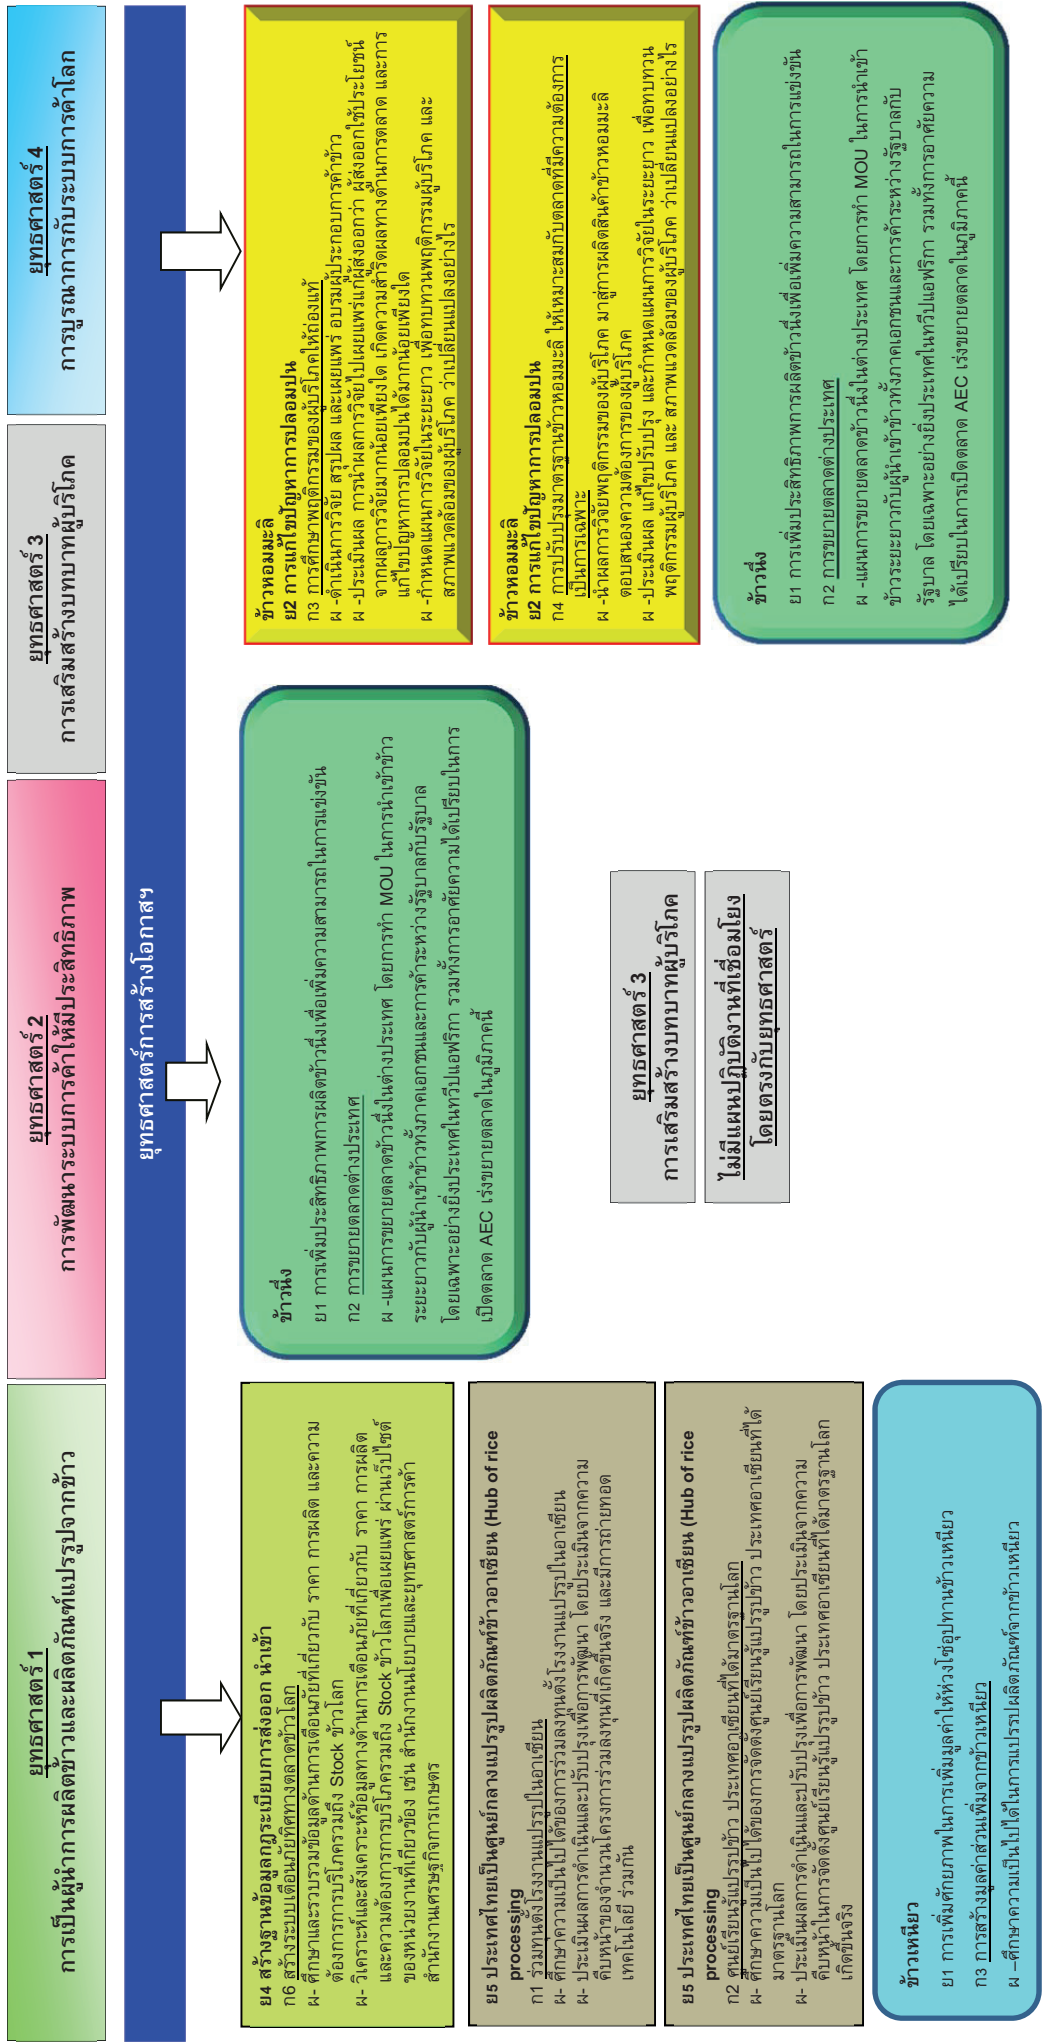 ยุทธศาสตร์ 1
การเป็นผู้นำการผลิตข้าวและผลิตภัณฑ์แปรรูปจากข้าว
ยุทธศาสตร์ 2
การพัฒนาระบบการค้าให้มีประสิทธิภาพ
ยุทธศาสตร์ 3
การเสริมสร้างบทบาทผู้บริโภค
ยุทธศาสตร์ 4
การบูรณาการกับระบบการค้าโลก
ยุทธศาสตร์การสร้างโอกาสฯ
ย4 สร้างฐานข้อมูลกฎระเบียบการส่งออก นำเข้า
ก6 สร้างระบบเตือนภัยทิศทางตลาดข้าวโลก
ผ- ศึกษาและรวบรวมข้อมูลด้านการเตือนภัยที่เกี่ยวกับ ราคา การผลิต และความ
ต้องการการบริโภครวมถึง Stock ข้าวโลก
ผ- วิเคราะห์และสังเคราะห์ข้อมูลทางด้านการเตือนภัยที่เกี่ยวกับ ราคา การผลิต
และความต้องการการบริโภครวมถึง Stock ข้าวโลกเพื่อเผยแพร่ ผ่านเว็บไซต์
ของหน่วยงานที่เกี่ยวข้อง เช่น สำนักงานนโยบายและยุทธศาสตร์การค้า
สำนักงานเศรษฐกิจการเกษตร
ย5 ประเทศไทยเป็นศูนย์กลางแปรรูปผลิตภัณฑ์ข้าวอาเซียน (Hub of rice
processing
ก1 ร่วมทุนตั้งโรงงานแปรรูปในอาเซียน
ผ- ศึกษาความเป็นไปได้ของการร่วมลงทุนตั้งโรงงานแปรรูปในอาเซียน
ผ- ประเมินผลการดำเนินและปรับปรุงเพื่อการพัฒนา โดยประเมินจากความ
คืบหน้าของจำนวนโครงการร่วมลงทุนที่เกิดขึ้นจริง และมีการถ่ายทอด
เทคโนโลยี ร่วมกัน
ย5 ประเทศไทยเป็นศูนย์กลางแปรรูปผลิตภัณฑ์ข้าวอาเซียน (Hub of rice
processing
ก2 ศูนย์เรียนรู้แปรรูปข้าว ประเทศอาเซียนที่ได้มาตรฐานโลก
ผ- ศึกษาความเป็นไปได้ของการจัดตั้งศูนย์เรียนรู้แปรรูปข้าว ประเทศอาเซียนที่ได้
มาตรฐานโลก
ผ- ประเมินผลการดำเนินและปรับปรุงเพื่อการพัฒนา โดยประเมินจากความ
คืบหน้าในการจัดตั้งศูนย์เรียนรู้แปรรูปข้าว ประเทศอาเซียนที่ได้มาตรฐานโลก
เกิดขึ้นจริง
ข้าวเหนียว
ย1 การเพิ่มศักยภาพในการเพิ่มมูลค่าให้ห่วงโซ่อุปทานข้าวเหนียว
ก3 การสร้างมูลค่าส่วนเพิ่มจากข้าวเหนียว
ผ –ศึกษาความเป็นไปได้ในการแปรรูปผลิตภัณฑ์จากข้าวเหนียว
ข้าวนึ่ง
ย1 การเพิ่มประสิทธิภาพการผลิตข้าวนึ่งเพื่อเพิ่มความสามารถในการแข่งขัน
ก2 การขยายตลาดต่างประเทศ
ผ -แผนการขยายตลาดข้าวนึ่งในต่างประเทศ โดยการทำ MOU ในการนำเข้าข้าว
ระยะยาวกับผู้นำเข้าข้าวทั้งภาคเอกชนและการค้าระหว่างรัฐบาลกับรัฐบาล
โดยเฉพาะอย่างยิ่งประเทศในทวีปแอฟริกา รวมทั้งการอาศัยความได้เปรียบในการ
เปิดตลาด AEC เร่งขยายตลาดในภูมิภาคนี้
ยุทธศาสตร์ 3
การเสริมสร้างบทบาทผู้บริโภค
ไม่มีแผนปฏิบัติงานที่เชื่อมโยง
โดยตรงกับยุทธศาสตร์
ข้าวหอมมะลิ
ย2 การแก้ไขปัญหาการปลอมปน
ก3 การศึกษาพฤติกรรมของผู้บริโภคให้ถ่องแท้
ผ -ดำเนินการวิจัย สรุปผล และเผยแพร่ อบรมผู้ประกอบการค้าข้าว
ผ -ประเมินผล การนำผลการวิจัยไปเผยแพร่แก่ผู้ส่งออกว่า ผู้ส่งออกใช้ประโยชน์
จากผลการวิจัยมากน้อยเพียงใด เกิดความสำเร็จผลทางด้านการตลาด และการ
แก้ไขปัญหาการปลอมปนได้มากน้อยเพียงใด
ผ -กำหนดแผนการวิจัยในระยะยาว เพื่อทบทวนพฤติกรรมผู้บริโภค และ
สภาพแวดล้อมของผู้บริโภค ว่าเปลี่ยนแปลงอย่างไร
ข้าวหอมมะลิ
ย2 การแก้ไขปัญหาการปลอมปน
ก4 การปรับปรุงมาตรฐานข้าวหอมมะลิ ให้เหมาะสมกับตลาดที่มีความต้องการ
เป็นการเฉพาะ
ผ -นำผลการวิจัยพฤติกรรมของผู้บริโภค มาสู่การผลิตสินค้าข้าวหอมมะลิ
ตอบสนองความต้องการของผู้บริโภค
ผ -ประเมินผล แก้ไขปรับปรุง และกำหนดแผนการวิจัยในระยะยาว เพื่อทบทวน
พฤติกรรมผู้บริโภค และ สภาพแวดล้อมของผู้บริโภค ว่าเปลี่ยนแปลงอย่างไร
ข้าวนึ่ง
ย1 การเพิ่มประสิทธิภาพการผลิตข้าวนึ่งเพื่อเพิ่มความสามารถในการแข่งขัน
ก2 การขยายตลาดต่างประเทศ
ผ -แผนการขยายตลาดข้าวนึ่งในต่างประเทศ โดยการทำ MOU ในการนำเข้า
ข้าวระยะยาวกับผู้นำเข้าข้าวทั้งภาคเอกชนและการค้าระหว่างรัฐบาลกับ
รัฐบาล โดยเฉพาะอย่างยิ่งประเทศในทวีปแอฟริกา รวมทั้งการอาศัยความ
ได้เปรียบในการเปิดตลาด AEC เร่งขยายตลาดในภูมิภาคนี้